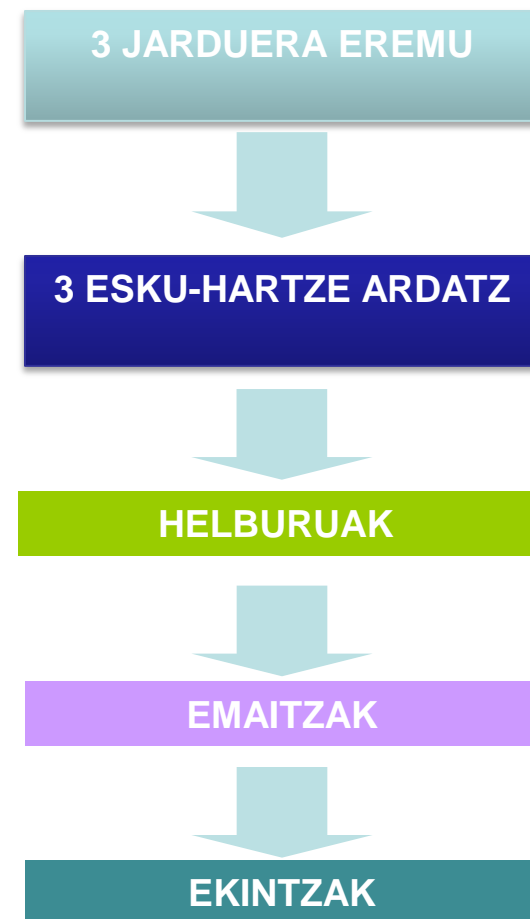 3 JARDUERA EREMU
3 ESKU-HARTZE ARDATZ
HELBURUAK
EMAITZAK
EKINTZAK